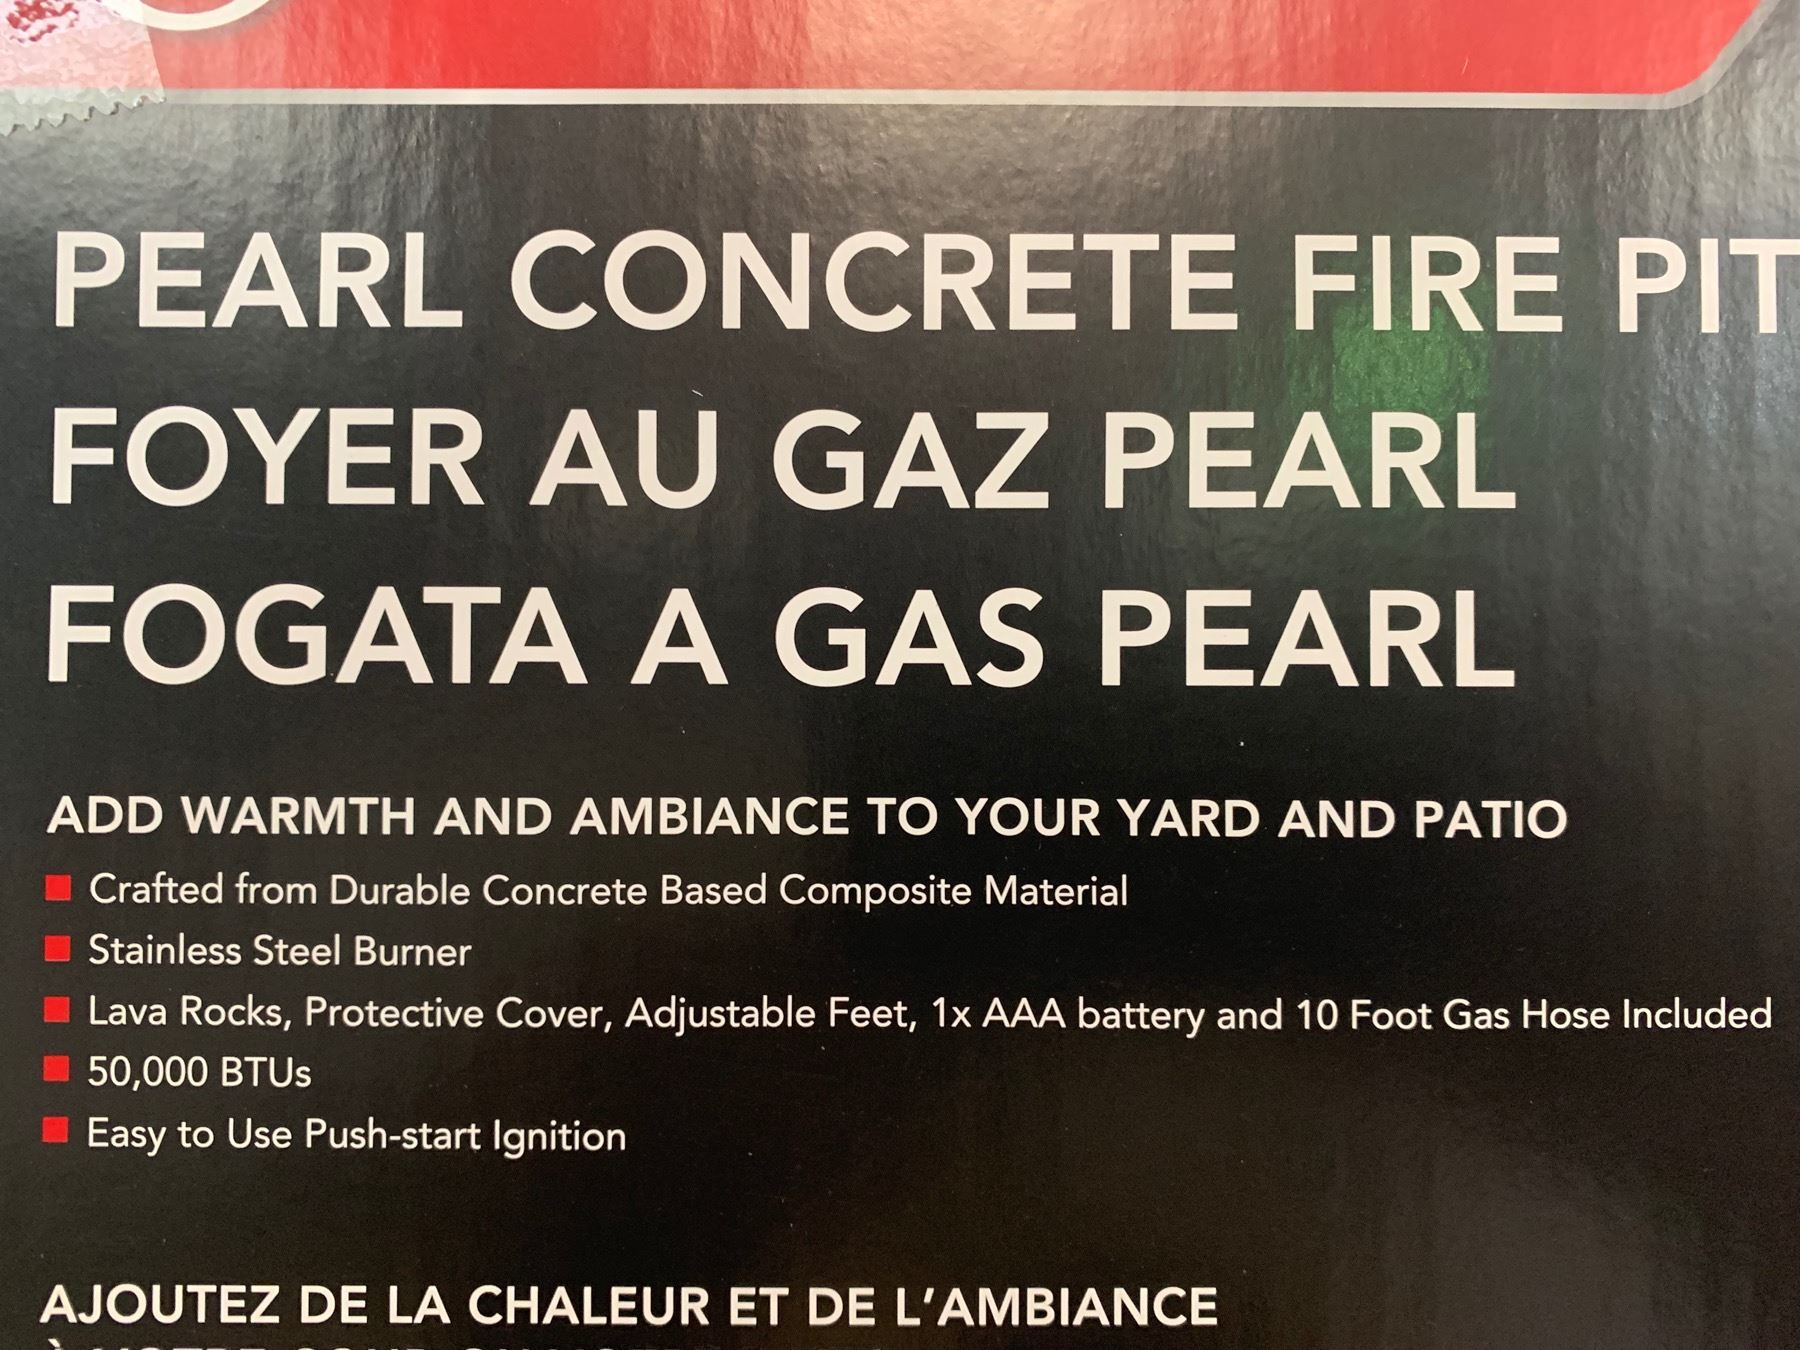 PEARL CONCRETE FIRE PIT
FOYER AU GAZ PEARL
FOGATA A GAS PEARL
ADD WARMTH AND AMBIANCE TO YOUR YARD AND PATIO
Crafted from Durable Concrete Based Composite Material
Stainless Steel Burner
Lava Rocks, Protective Cover, Adjustable Feet, 1x AAA battery and 10 Foot Gas Hose Included
50,000 BTUs
Easy to Use Push-start Ignition
AJOUTEZ DE LA CHALEUR ET DE L'AMBIANCE